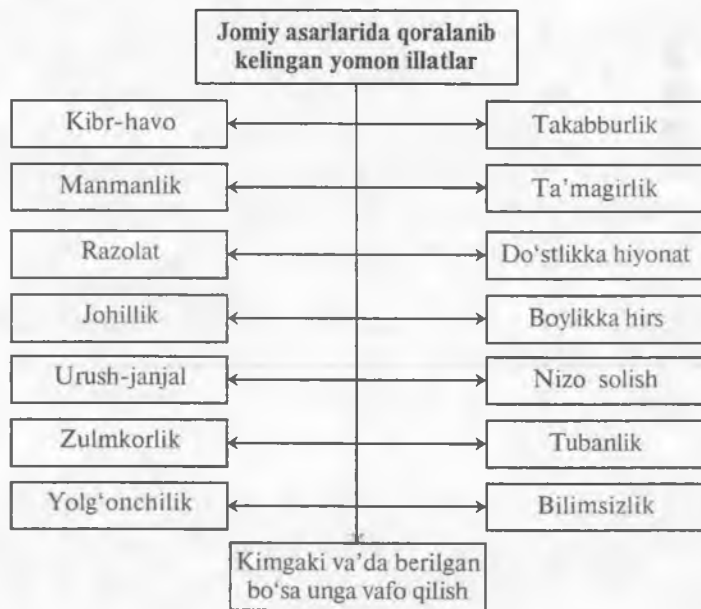 Jomiy asarlarida qoralanib
kelingan yomon illatlar
Kibr-havo
Takabburlik
Manmanlik
Ta’magirlik
Razolat
Do‘stlikka hiyonat
Johillik
Boylikka hirs
Urush-janjal
Nizo solish
Zulmkorlik
Tubanlik
Yolg‘onchilik
Bilimsizlik
Kimgaki va’da berilgan
bo‘lsa unga vafo qilish